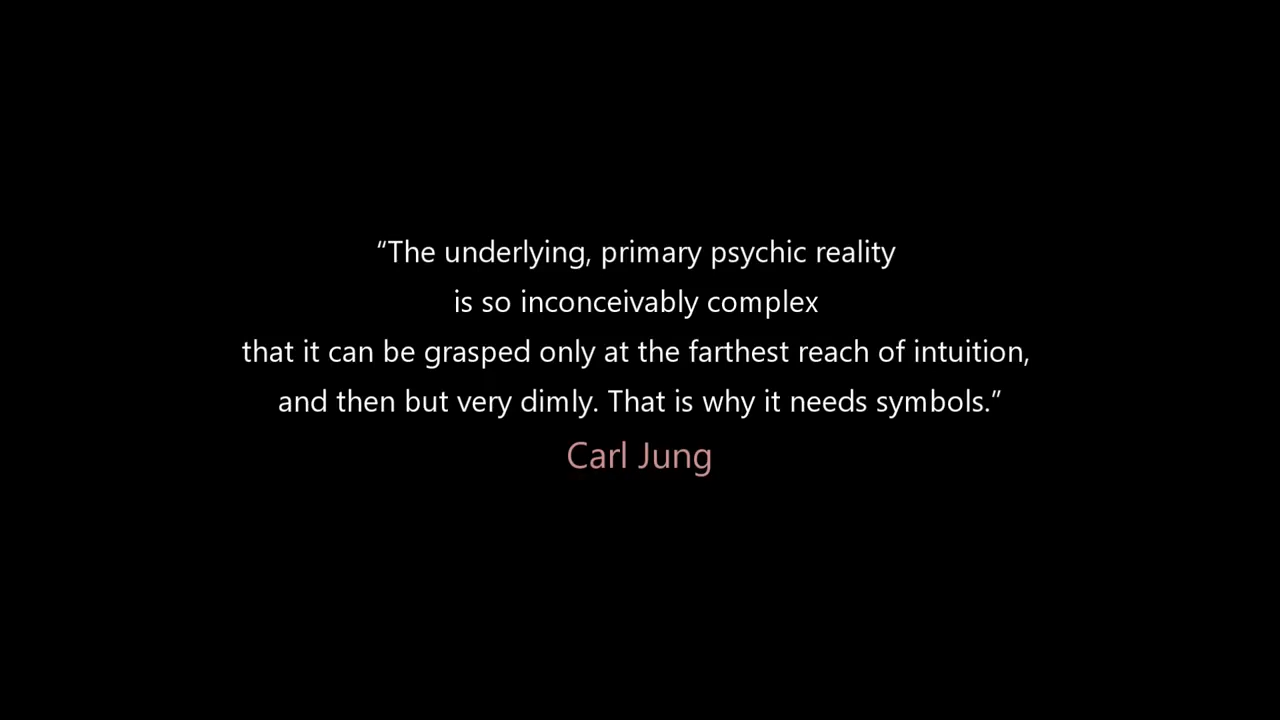 “The underlying, primary psychic reality
is so inconceivably complex
that it can be grasped only at the farthest reach of intuition,
and then but very dimly. That is why it needs symbols.”
Carl Jung